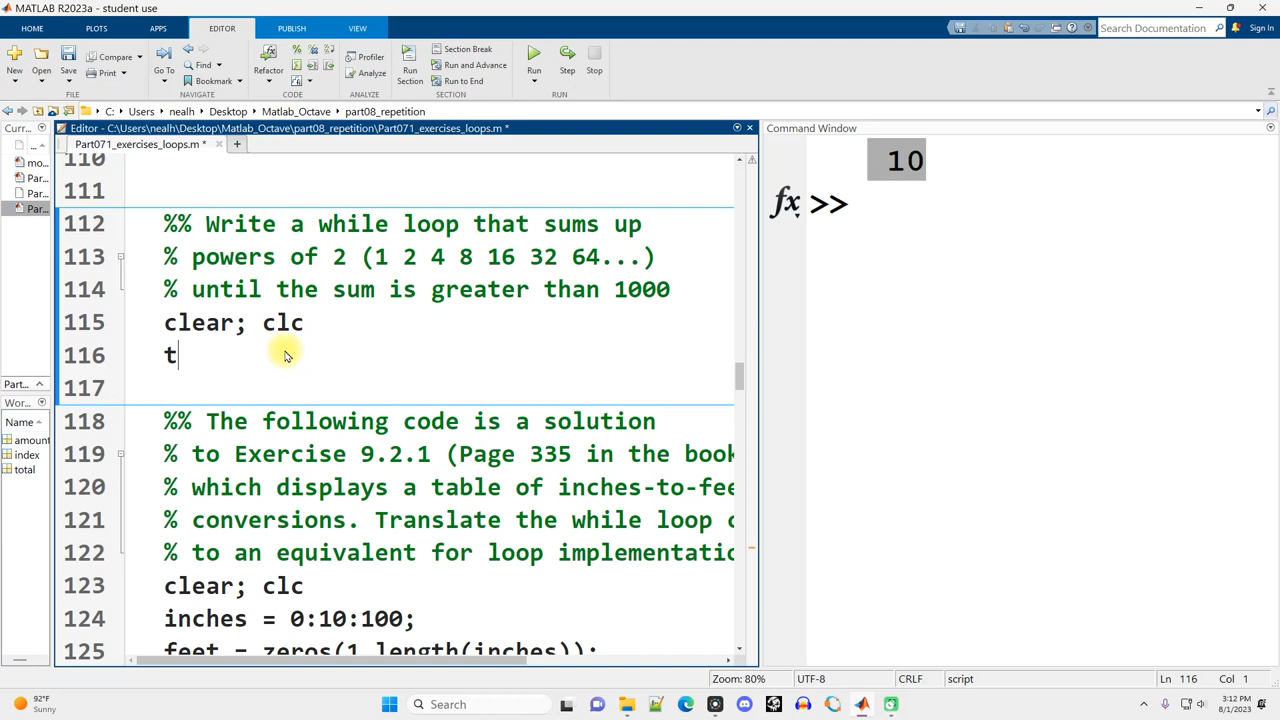 MATLAB R2023a - student use
HOME PLOTS APPS EDITOR PUBLISH VIEW Search Documentation Sign In
New Open Save Compare Print Go To Find Bookmark Refactor Profiler Analyze Run Section Section Break Run and Advance Run to End Run Step Stop
FILE NAVIGATE CODE ANALYZE SECTION RUN
C: Users nealh Desktop Matlab_Octave part08_repetition
Curr... Editor - C:\Users\nealh\Desktop\Matlab_Octave\part08_repetition\Part071_exercises_loops.m * Command Window
Part071_exercises_loops.m * +
...
mo...
Par...
Par...
Par...
Part...
Wor...
Name
amount
index
total
110
111
112 %% Write a while loop that sums up
113 % powers of 2 (1 2 4 8 16 32 64...)
114 % until the sum is greater than 1000
115 clear; clc
116 t
117
118 %% The following code is a solution
119 % to Exercise 9.2.1 (Page 335 in the book
120 % which displays a table of inches-to-fee
121 % conversions. Translate the while loop
122 % to an equivalent for loop implementatio
123 clear; clc
124 inches = 0:10:100;
125 feet = zeros(1,length(inches));
10
fx >>
Zoom: 80% UTF-8 CRLF script Ln 116 Col 1
92°F
Sunny
Search
3:12 PM
8/1/2023